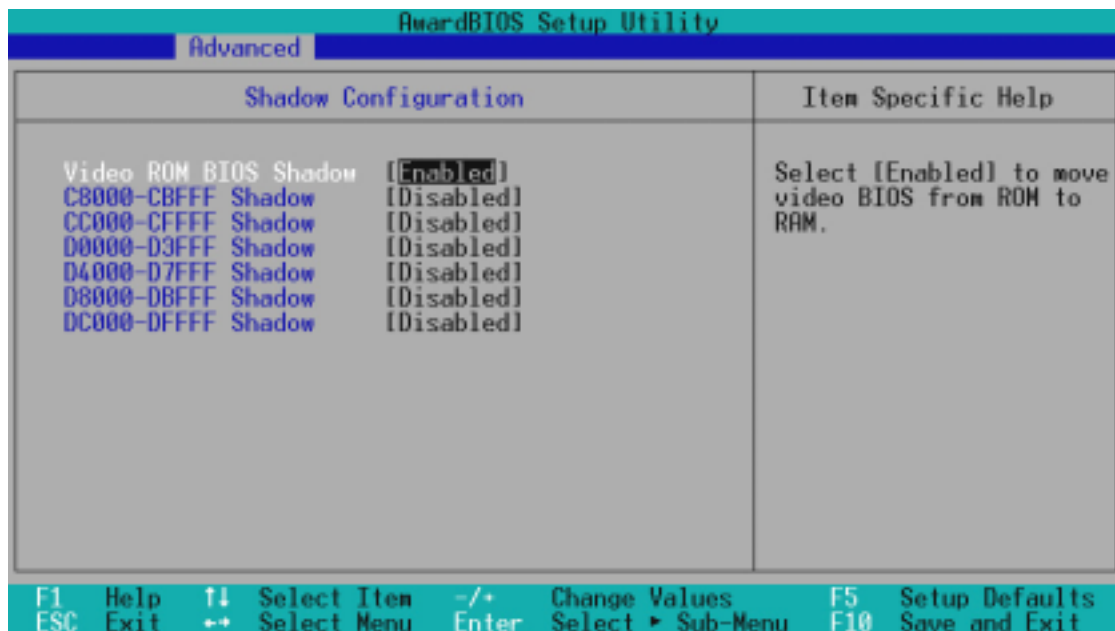 AwardBIOS Setup Utility
Advanced
Shadow Configuration
Item Specific Help
Video ROM BIOS Shadow [Enabled]
C8000-CBFFF Shadow [Disabled]
CC000-CFFFF Shadow [Disabled]
D0000-D3FFF Shadow [Disabled]
D4000-D7FFF Shadow [Disabled]
D8000-DBFFF Shadow [Disabled]
DC000-DFFFF Shadow [Disabled]
Select [Enabled] to move
video BIOS from ROM to
RAM.
F1 Help ↑↓ Select Item -/+ Change Values F5 Setup Defaults
ESC Exit ←→ Select Menu Enter Select ► Sub-Menu F10 Save and Exit